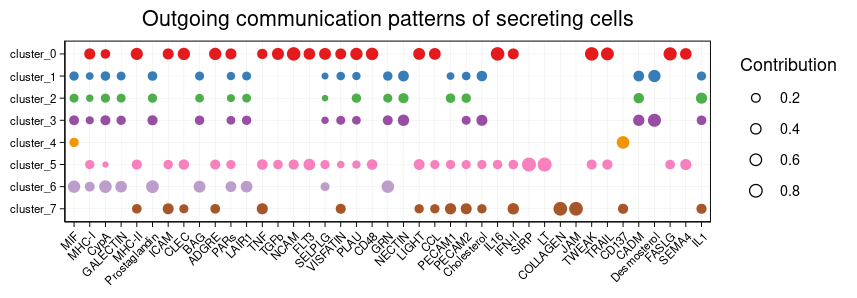 Outgoing communication patterns of secreting cells
cluster_0
cluster_1
cluster_2
cluster_3
cluster_4
cluster_5
cluster_6
cluster_7
MIF
MHC-I
CypA
GALECTIN
MHC-II
Prostaglandin
ICAM
CLEC
BAG
ADGRE
PARs
LAIR1
TNF
TGFb
NCAM
FLT3
SELPLG
VISFATIN
PLAU
CD48
GRN
NECTIN
LIGHT
CCL
PECAM1
PECAM2
Cholesterol
IL16
IFN-II
SIRP
LT
COLLAGEN
JAM
TWEAK
TRAIL
CD137
CADM
Desmosterol
FASLG
SEMA4
IL1
Contribution
0.2
0.4
0.6
0.8